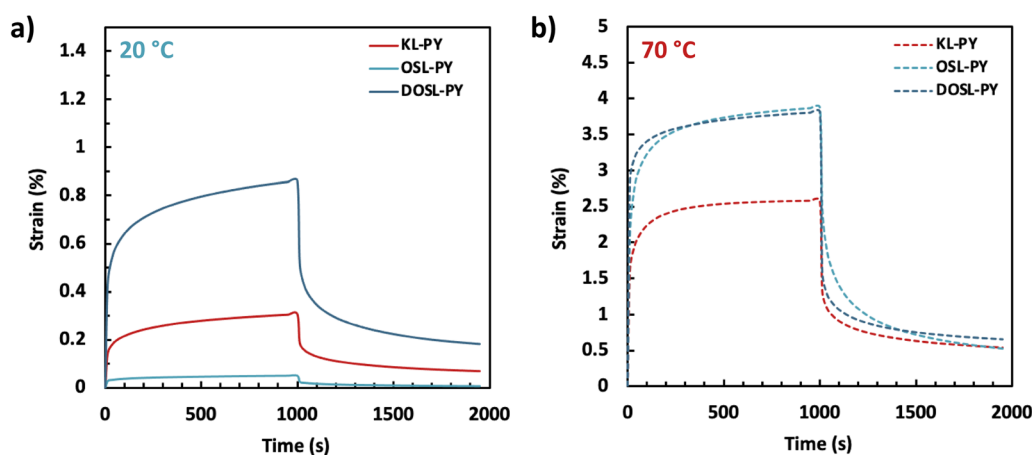 a)
20 °C
KL-PY
OSL-PY
DOSL-PY
1.4
1.2
1
0.8
0.6
0.4
0.2
0
Strain (%)
0 500 1000 1500 2000
Time (s)
b)
70 °C
KL-PY
OSL-PY
DOSL-PY
5
4.5
4
3.5
3
2.5
2
1.5
1
0.5
0
Strain (%)
0 500 1000 1500 2000
Time (s)